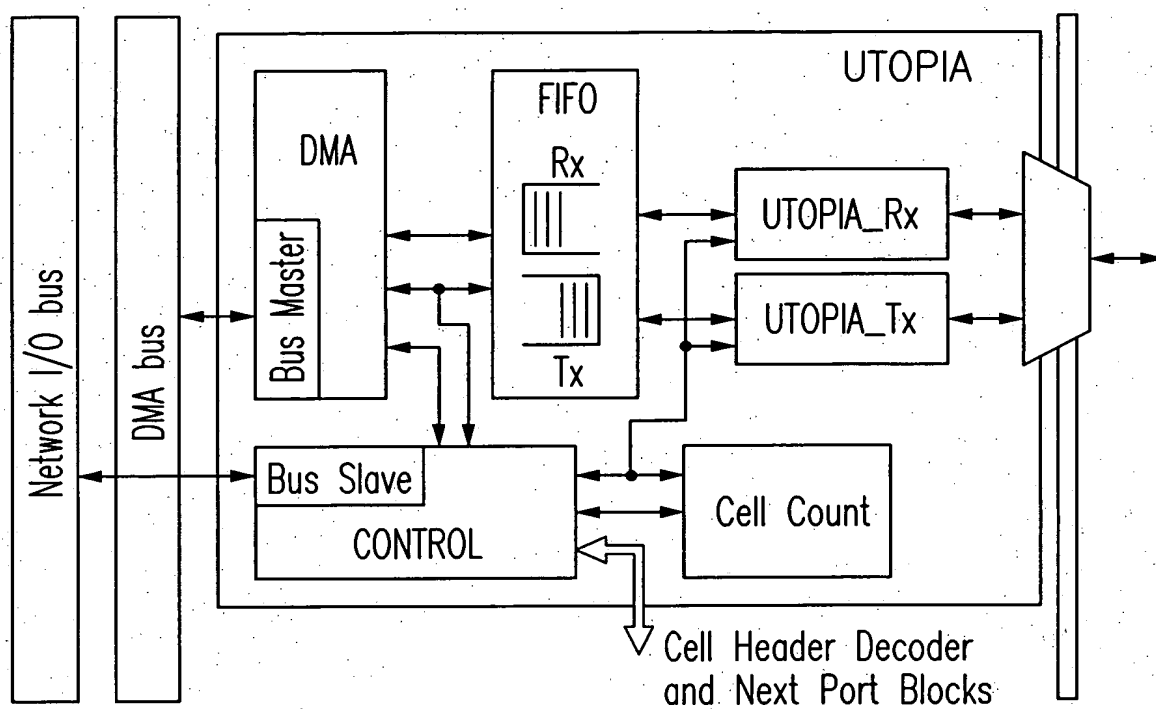 UTOPIA
FIFO
DMA
Rx
UTOPIA_Rx
Bus Master
UTOPIA_Tx
Tx
Network I/O bus
DMA bus
Bus Slave
CONTROL
Cell Count
Cell Header Decoder
and Next Port Blocks